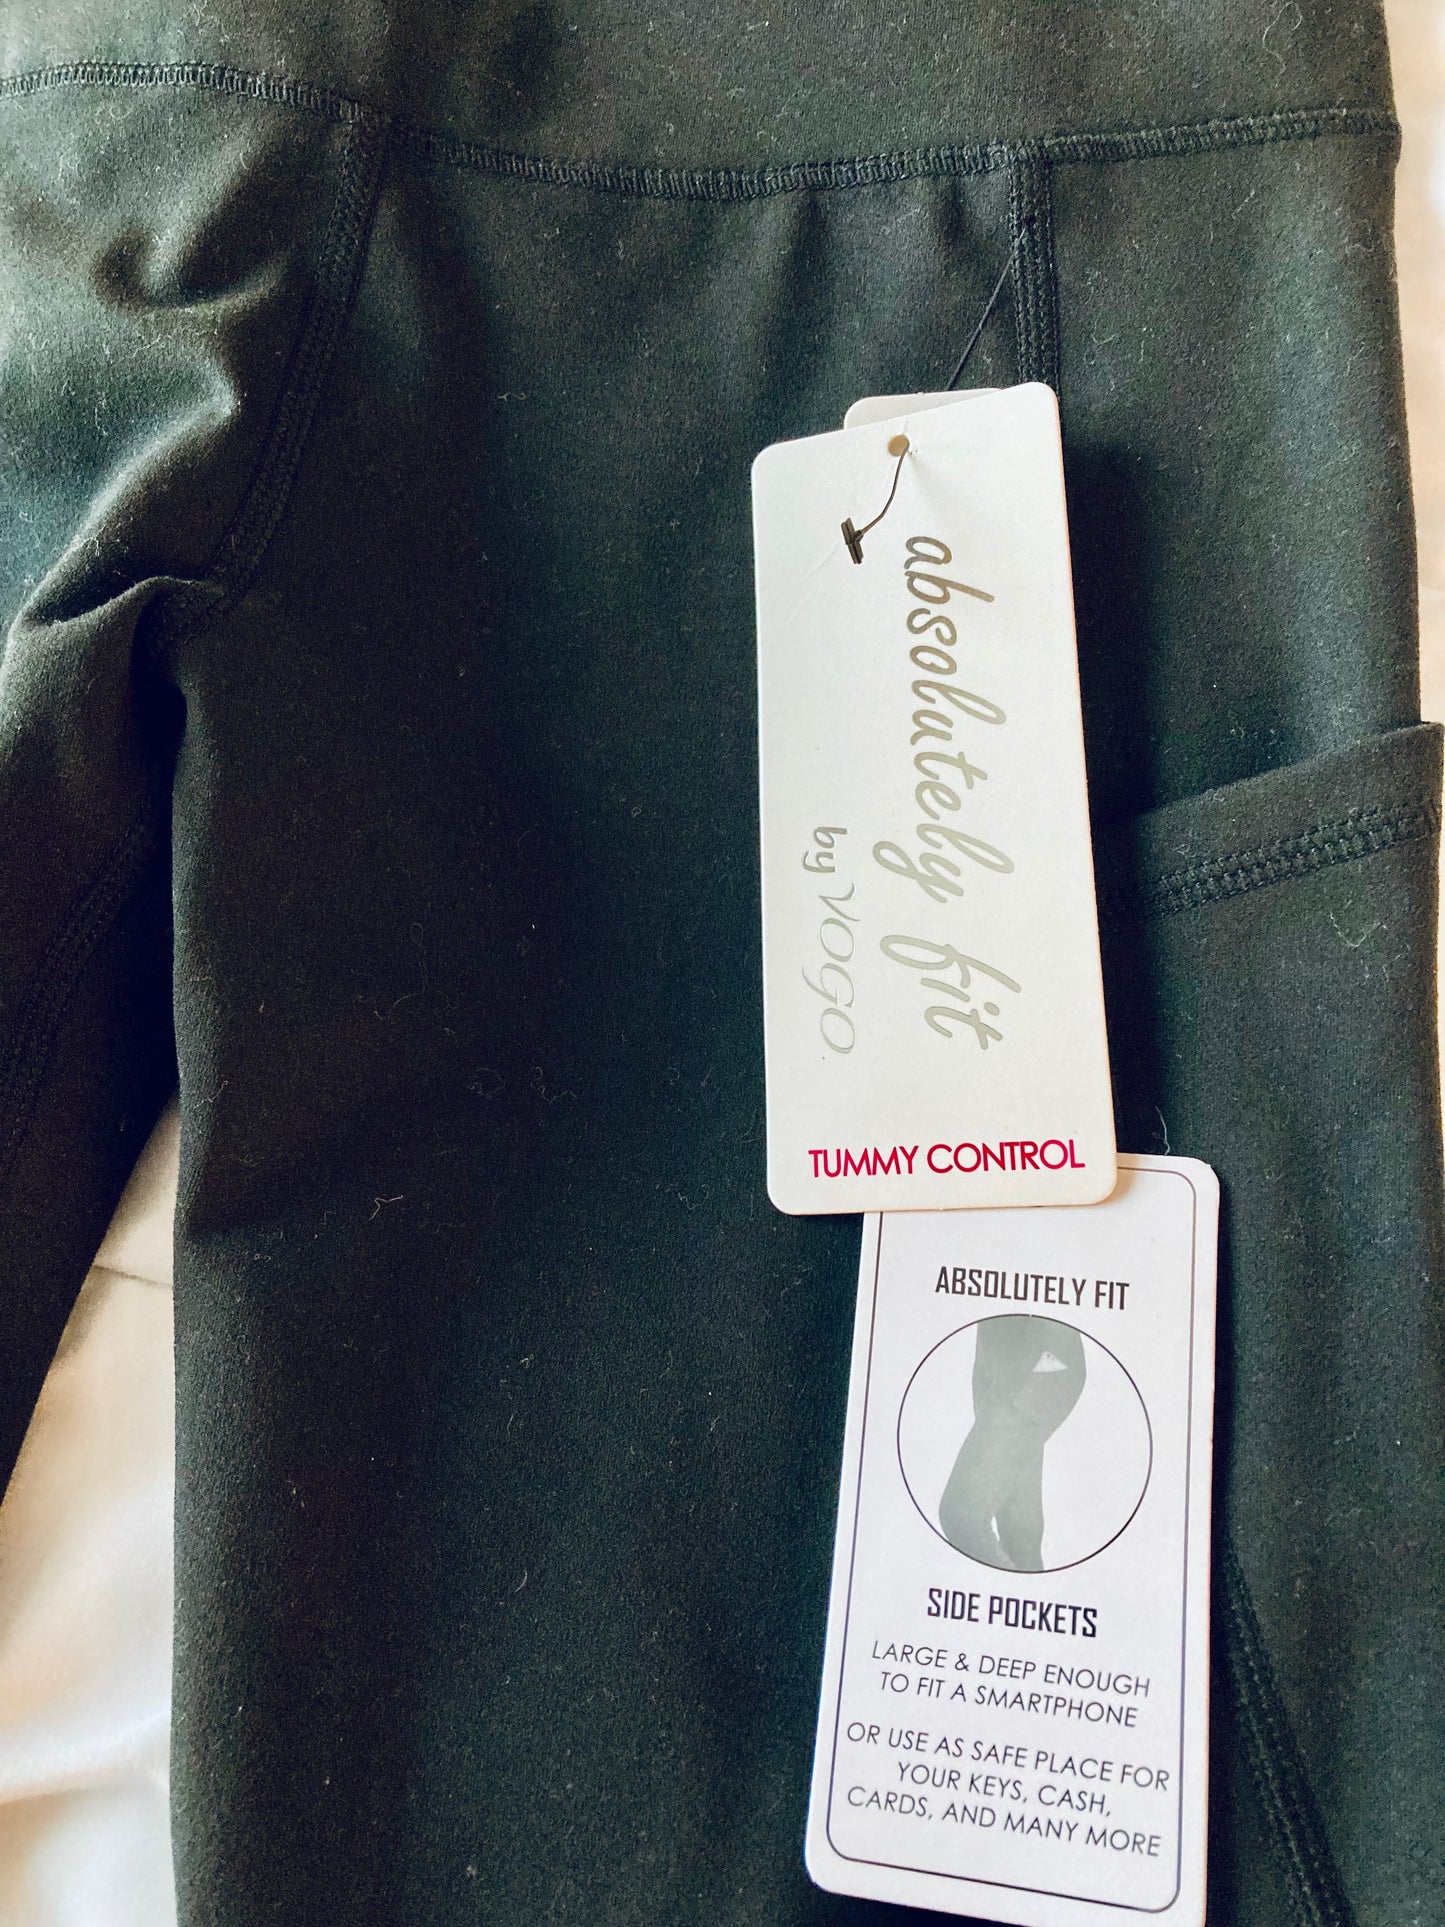 absolutely fit
by VOGO
TUMMY CONTROL
ABSOLUTELY FIT
SIDE POCKETS
LARGE & DEEP ENOUGH
TO FIT A SMARTPHONE
OR USE AS SAFE PLACE FOR
YOUR KEYS, CASH,
CARDS, AND MANY MORE